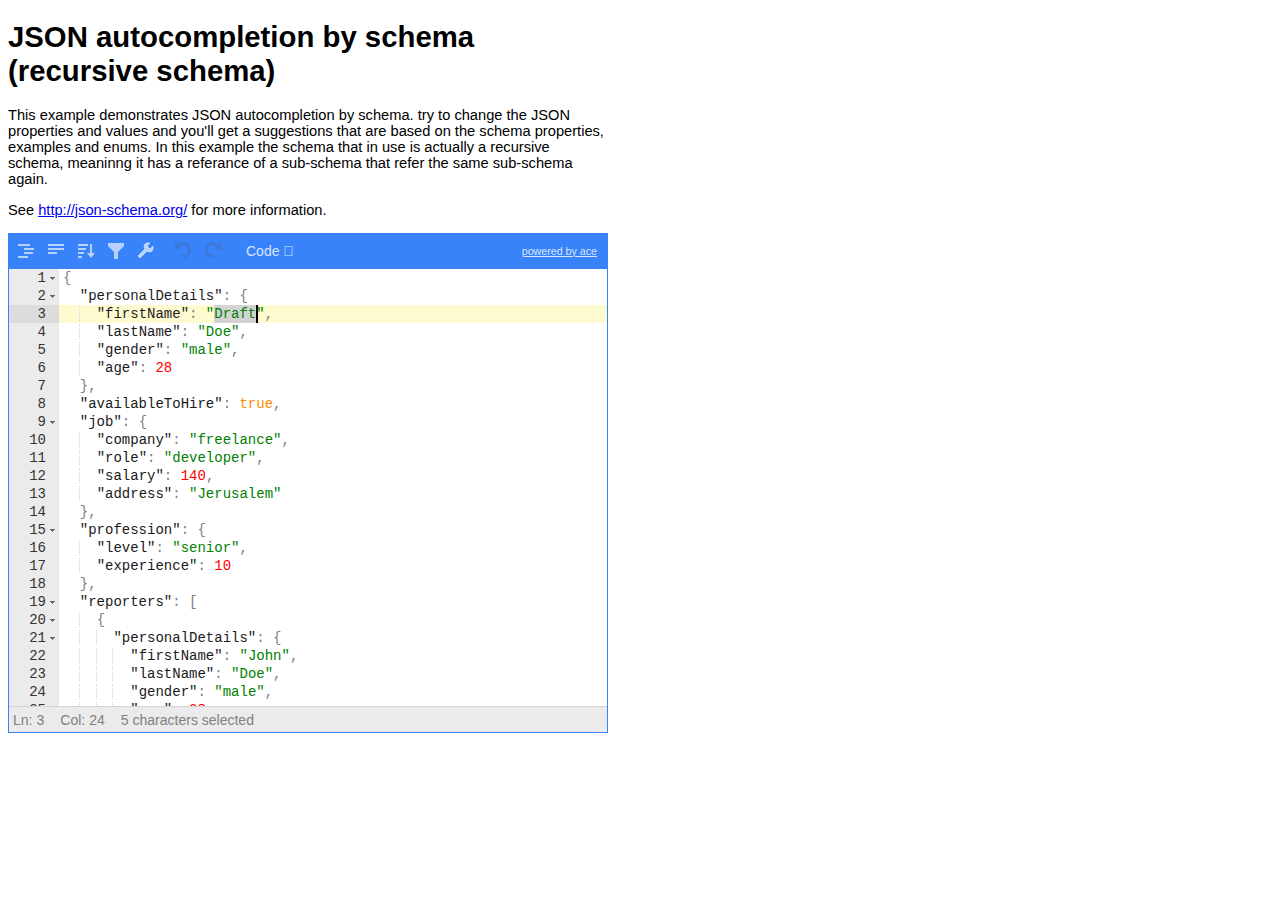 JSON autocompletion by schema
(recursive schema)
This example demonstrates JSON autocompletion by schema. try to change the JSON
properties and values and you'll get a suggestions that are based on the schema properties,
examples and enums. In this example the schema that in use is actually a recursive
schema, meaninng it has a referance of a sub-schema that refer the same sub-schema
again.
See http://json-schema.org/ for more information.
Code
powered by ace
1 {
2 "personalDetails": {
3 "firstName": "Draft",
4 "lastName": "Doe",
5 "gender": "male",
6 "age": 28
7 },
8 "availableToHire": true,
9 "job": {
10 "company": "freelance",
11 "role": "developer",
12 "salary": 140,
13 "address": "Jerusalem"
14 },
15 "profession": {
16 "level": "senior",
17 "experience": 10
18 },
19 "reporters": [
20 {
21 "personalDetails": {
22 "firstName": "John",
23 "lastName": "Doe",
24 "gender": "male",
Ln: 3 Col: 24 5 characters selected